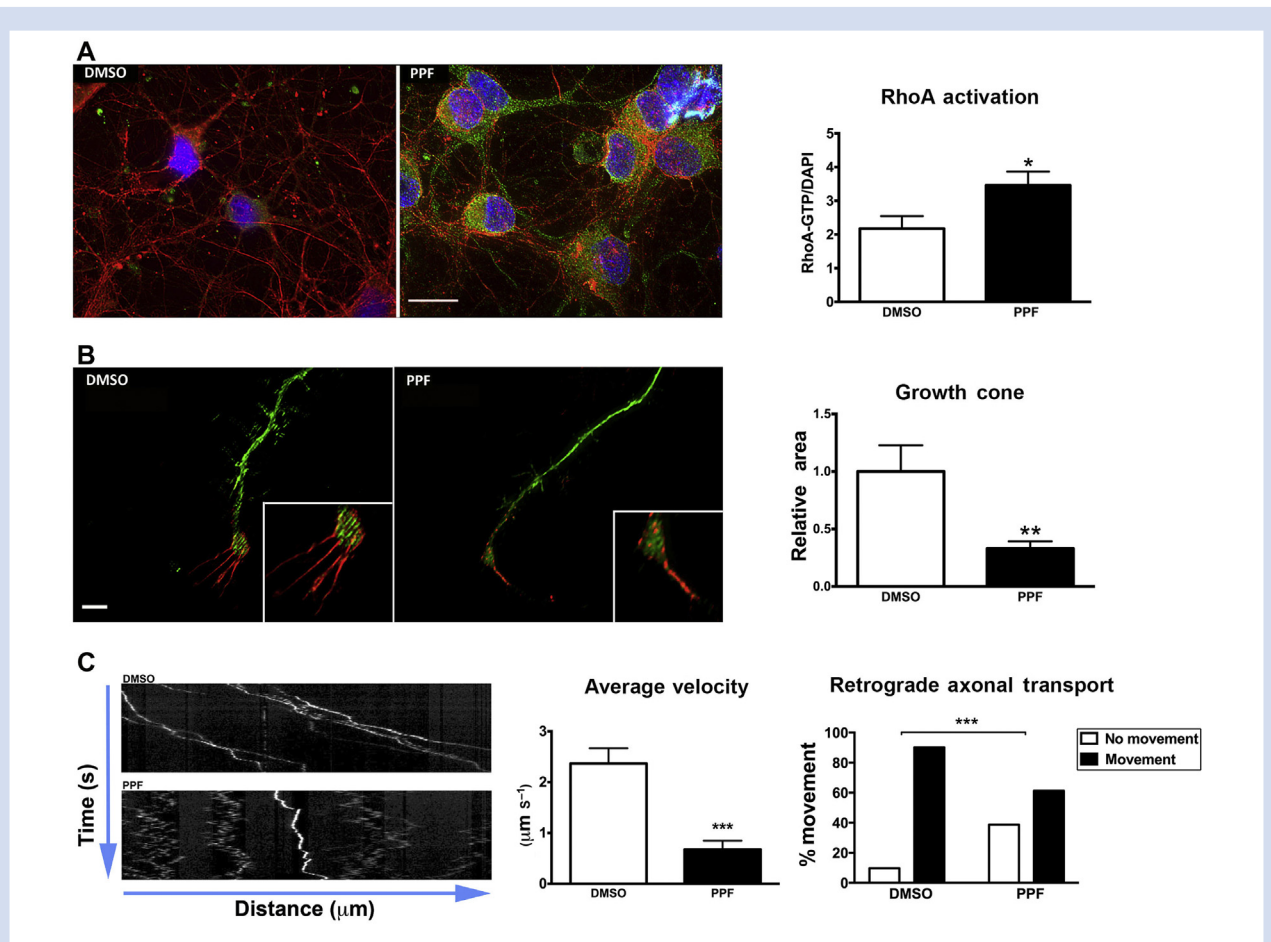 A
DMSO
PPF
RhoA activation
RhoA-GTP/DAPI
5
4
3
2
1
0
*
DMSO
PPF
B
DMSO
PPF
Growth cone
Relative area
1.5
1.0
0.5
0.0
**
DMSO
PPF
C
DMSO
PPF
Time (s)
Distance (μm)
Average velocity
(μm s⁻¹)
3
2
1
0
***
DMSO
PPF
Retrograde axonal transport
% movement
100
80
60
40
20
0
***
DMSO
PPF
No movement
Movement